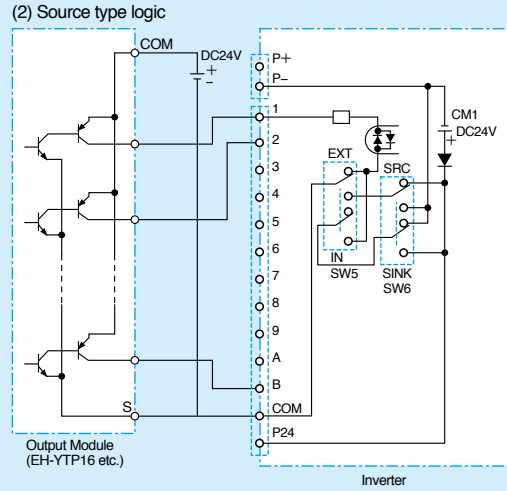 (2) Source type logic
COM
DC24V
+
-
P+
P-
1
2
3
4
5
6
7
8
9
A
B
COM
P24
CM1
DC24V
+
EXT
SRC
IN
SW5
SINK
SW6
S
Output Module
(EH-YTP16 etc.)
Inverter